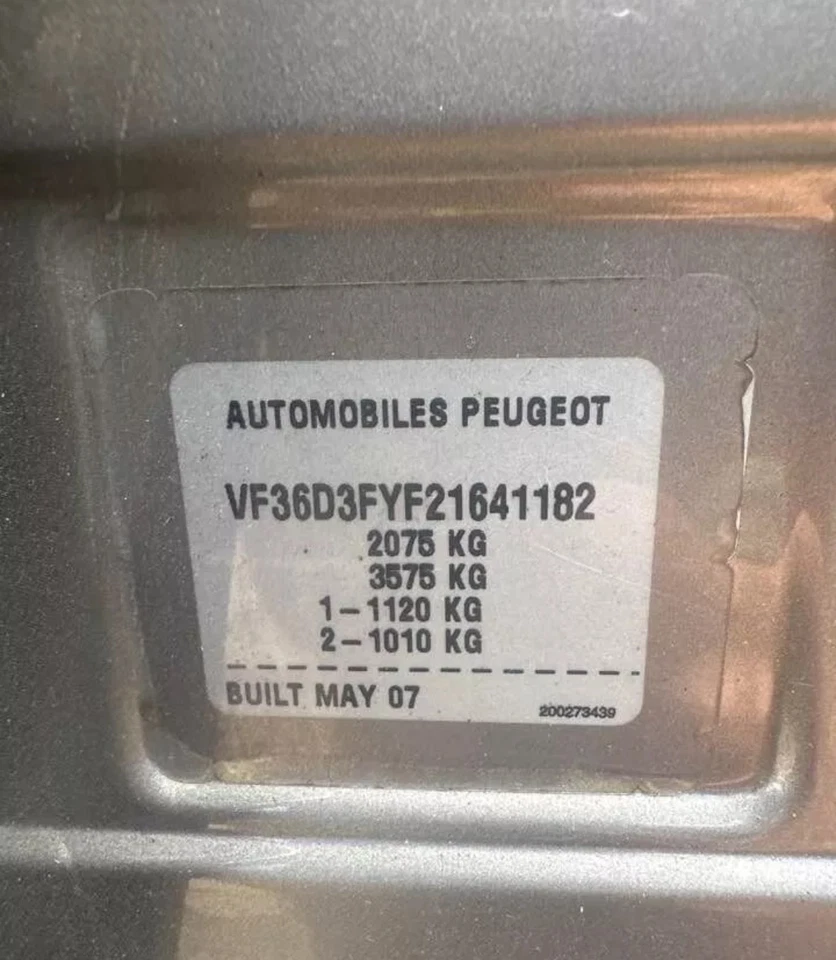 AUTOMOBILES PEUGEOT
VF36D3FYF21641182
2075 KG
3575 KG
1-1120 KG
2-1010 KG
BUILT MAY 07
200273439